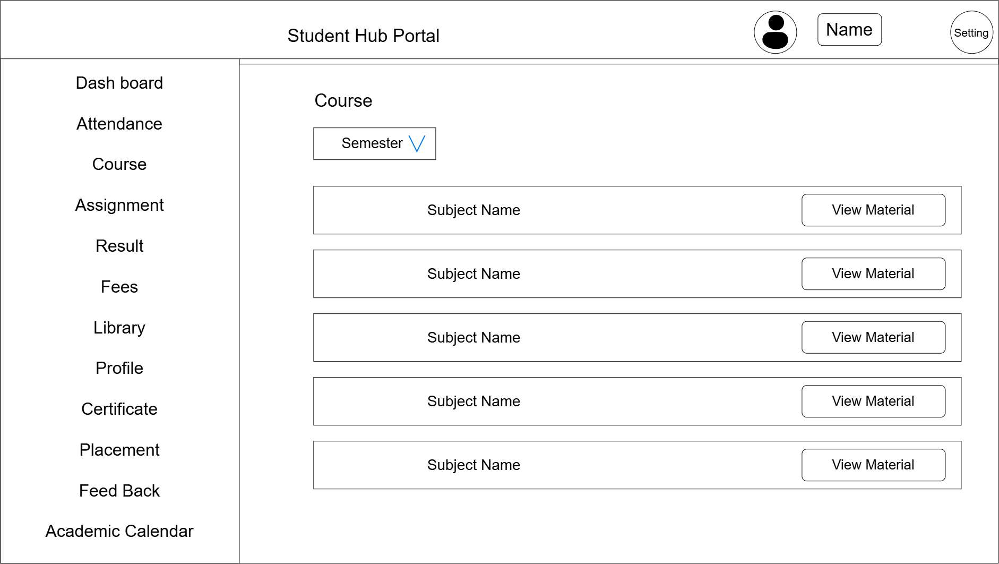 Student Hub Portal
Name
Setting
Dash board
Attendance
Course
Assignment
Result
Fees
Library
Profile
Certificate
Placement
Feed Back
Academic Calendar
Course
Semester
Subject Name
View Material
Subject Name
View Material
Subject Name
View Material
Subject Name
View Material
Subject Name
View Material